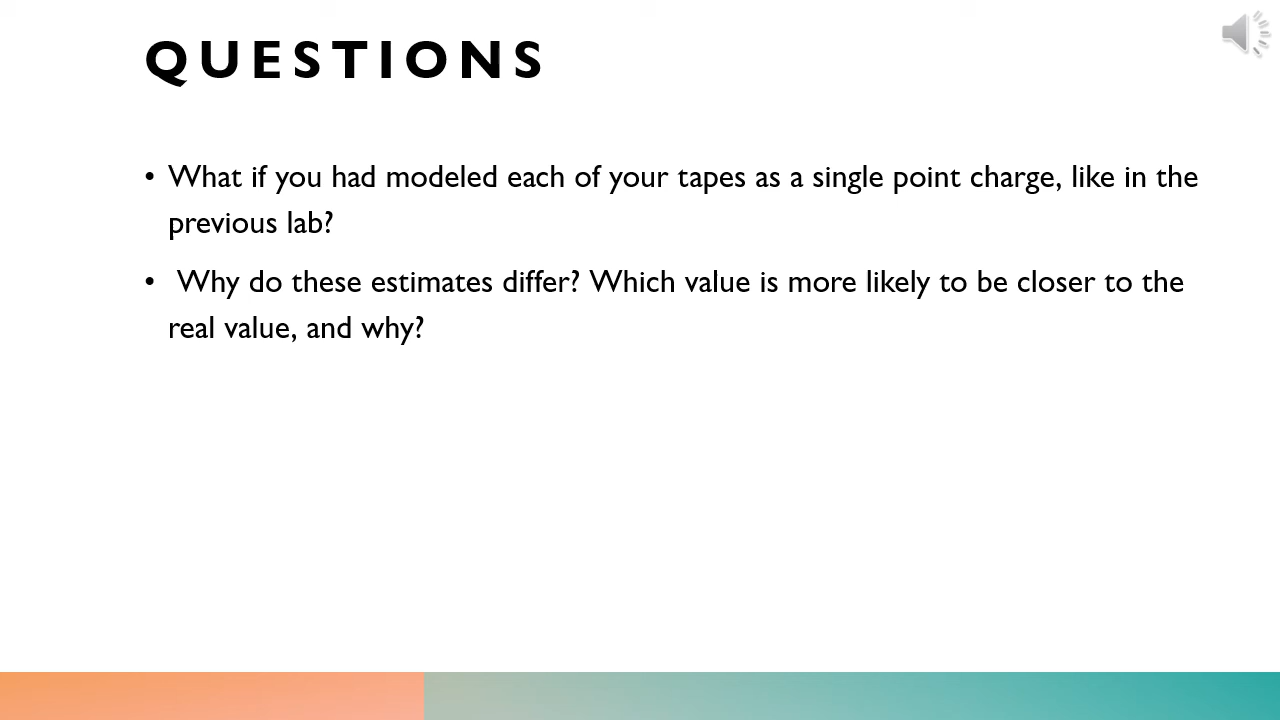 QUESTIONS
• What if you had modeled each of your tapes as a single point charge, like in the
previous lab?
• Why do these estimates differ? Which value is more likely to be closer to the
real value, and why?